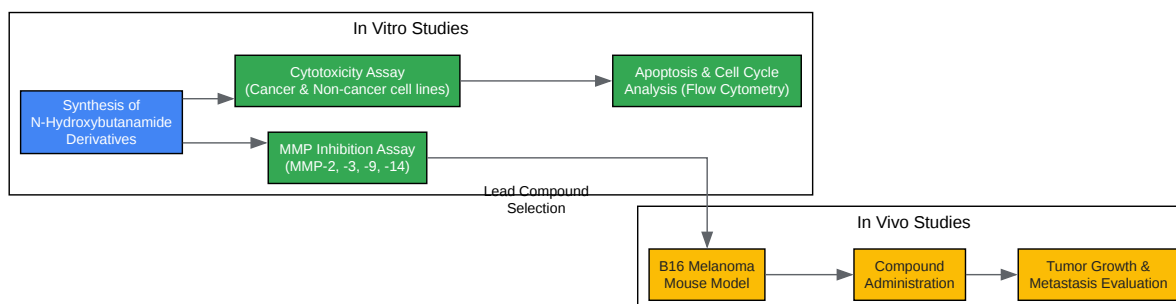 In Vitro Studies
Cytotoxicity Assay
(Cancer & Non-cancer cell lines)
Apoptosis & Cell Cycle
Analysis (Flow Cytometry)
Synthesis of
N-Hydroxybutanamide
Derivatives
MMP Inhibition Assay
(MMP-2, -3, -9, -14)
Lead Compound
Selection
In Vivo Studies
B16 Melanoma
Mouse Model
Compound
Administration
Tumor Growth &
Metastasis Evaluation